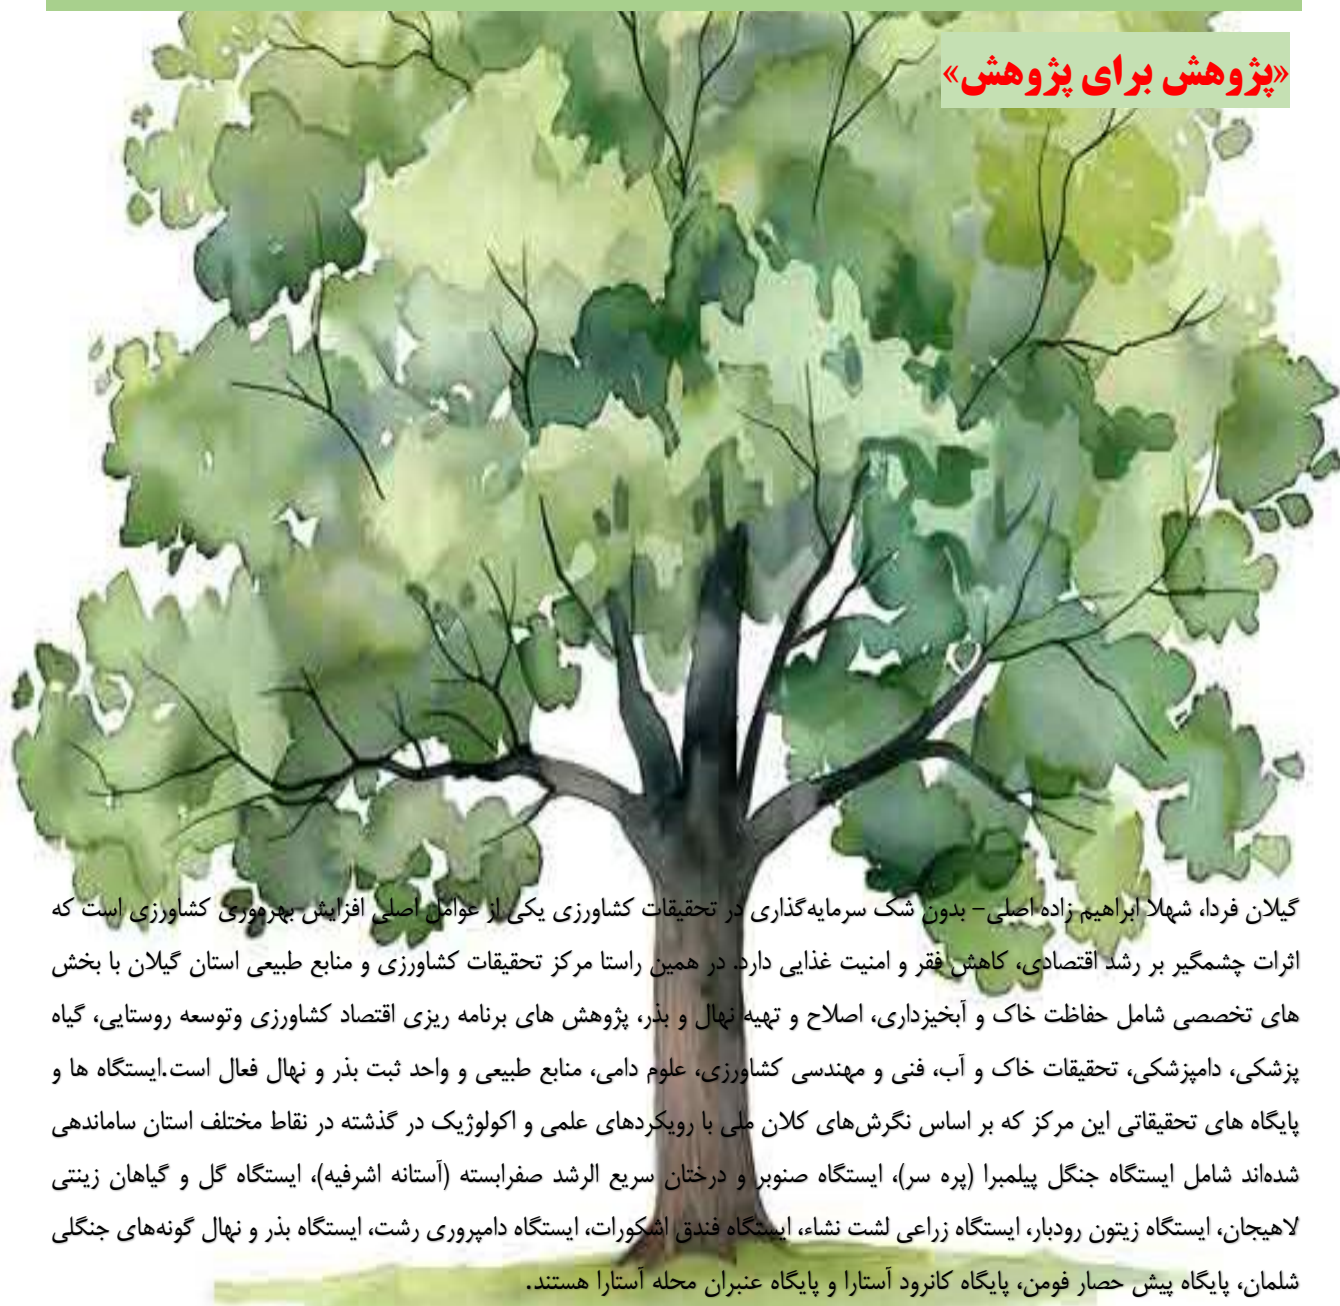 «پژوهش برای پژوهش»
گیلان فردا، شهلا ابراهیم زاده اصلی- بدون شک سرمایه‌گذاری در تحقیقات کشاورزی یکی از عوامل اصلی افزایش بهره‌وری کشاورزی است که
اثرات چشمگیر بر رشد اقتصادی، کاهش فقر و امنیت غذایی دارد. در همین راستا مرکز تحقیقات کشاورزی و منابع طبیعی استان گیلان با بخش
های تخصصی شامل حفاظت خاک و آبخیزداری، اصلاح و تهیه نهال و بذر، پژوهش های برنامه ریزی اقتصاد کشاورزی وتوسعه روستایی، گیاه
پزشکی، دامپزشکی، تحقیقات خاک و آب، فنی و مهندسی کشاورزی، علوم دامی، منابع طبیعی و واحد ثبت بذر و نهال فعال است.ایستگاه ها و
پایگاه های تحقیقاتی این مرکز که بر اساس نگرش‌های کلان ملی با رویکردهای علمی و اکولوژیک در گذشته در نقاط مختلف استان ساماندهی
شده‌اند شامل ایستگاه جنگل پیلمبرا (پره سر)، ایستگاه صنوبر و درختان سریع الرشد صفرابسته (آستانه اشرفیه)، ایستگاه گل و گیاهان زینتی
لاهیجان، ایستگاه زیتون رودبار، ایستگاه زراعی لشت نشاء، ایستگاه فندق اشکورات، ایستگاه دامپروری رشت، ایستگاه بذر و نهال گونه‌های جنگلی
شلمان، پایگاه پیش حصار فومن، پایگاه کانرود آستارا و پایگاه عنبران محله آستارا هستند.